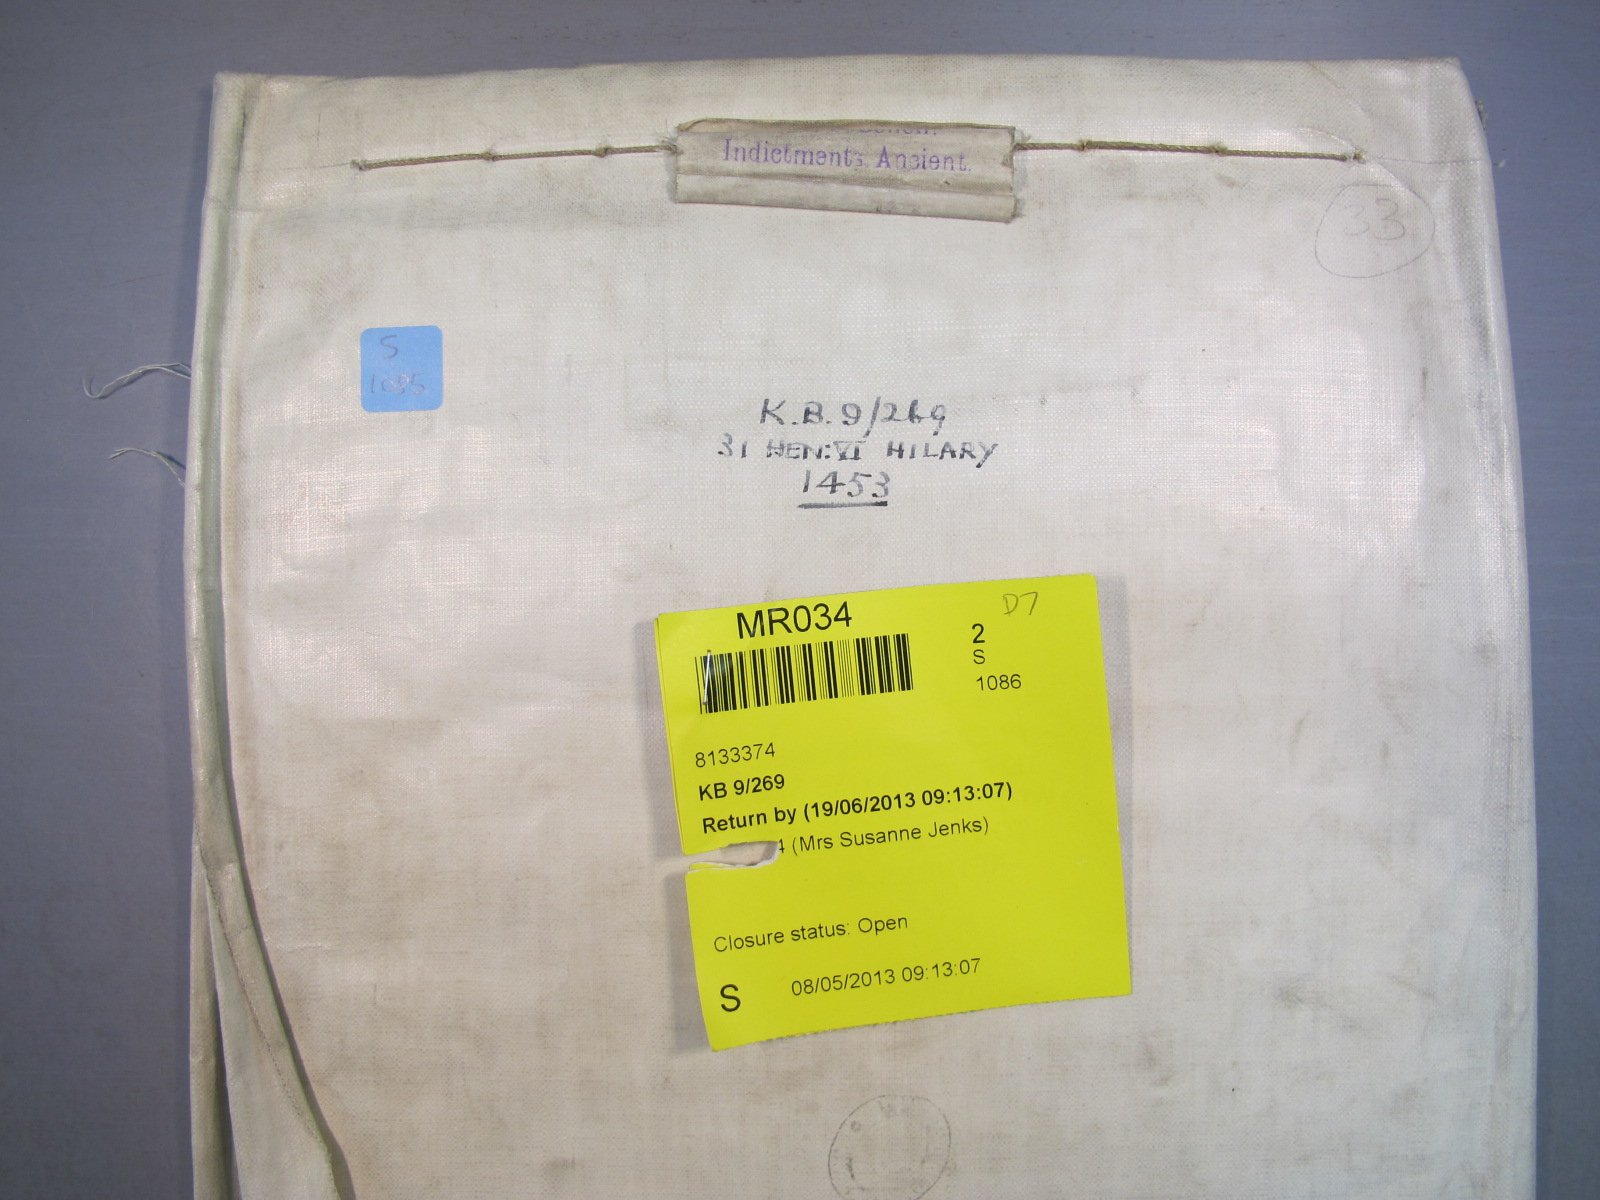 Indictments, Ancient.
33
S
1085
K.B. 9/269
31 HEN:VI HILARY
1453
MR034
D7
2
S
1086
8133374
KB 9/269
Return by (19/06/2013 09:13:07)
4 (Mrs Susanne Jenks)
Closure status: Open
S 08/05/2013 09:13:07